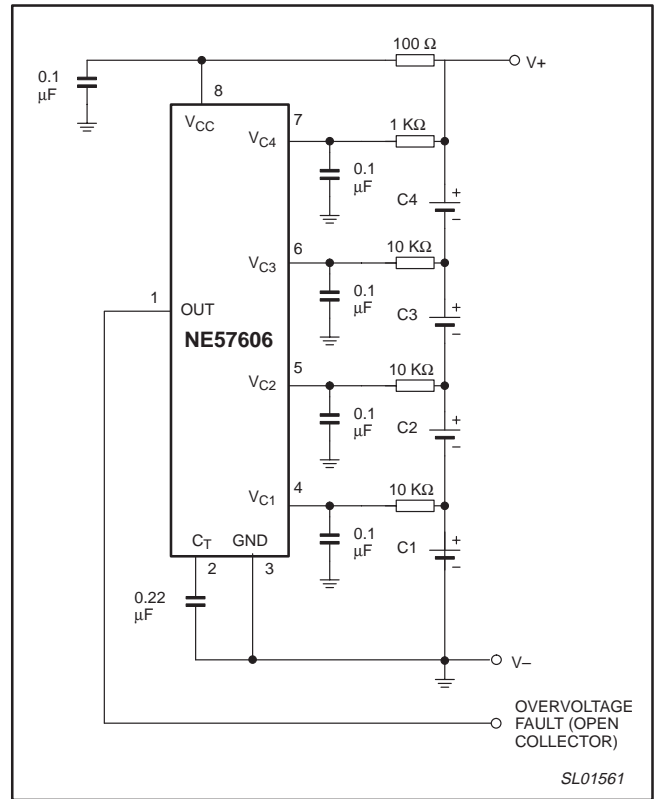 100 Ω
V+
0.1
µF
8
VCC
7
VC4
1 KΩ
0.1
µF
C4
+
–
6
VC3
10 KΩ
0.1
µF
C3
+
–
1
OUT
NE57606
5
VC2
10 KΩ
0.1
µF
C2
+
–
4
VC1
10 KΩ
0.1
µF
C1
+
–
CT
GND
2
3
0.22
µF
V–
OVERVOLTAGE
FAULT (OPEN
COLLECTOR)
SL01561